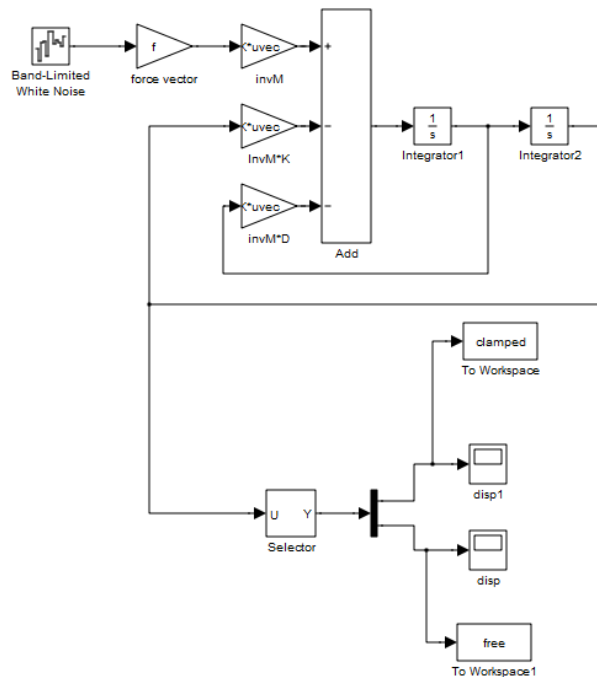 f
K*uvec
+
Band-Limited
White Noise
force vector
invM
K*uvec
−
1
s
1
s
InvM*K
Integrator1
Integrator2
K*uvec
−
invM*D
Add
clamped
To Workspace
disp1
U Y
Selector
disp
free
To Workspace1